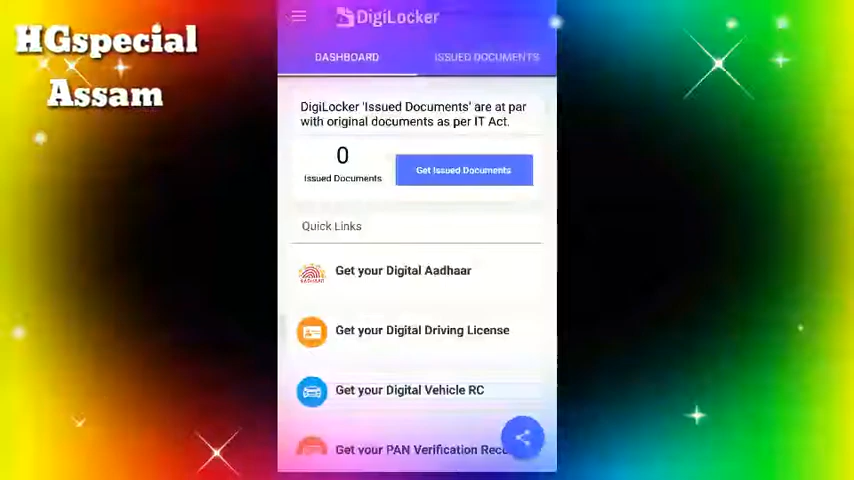 HGspecial
Assam
DigiLocker
DASHBOARD
ISSUED DOCUMENTS
DigiLocker 'Issued Documents' are at par
with original documents as per IT Act.
0
Issued Documents
Get Issued Documents
Quick Links
AADHAAR
Get your Digital Aadhaar
Get your Digital Driving License
Get your Digital Vehicle RC
Get your PAN Verification